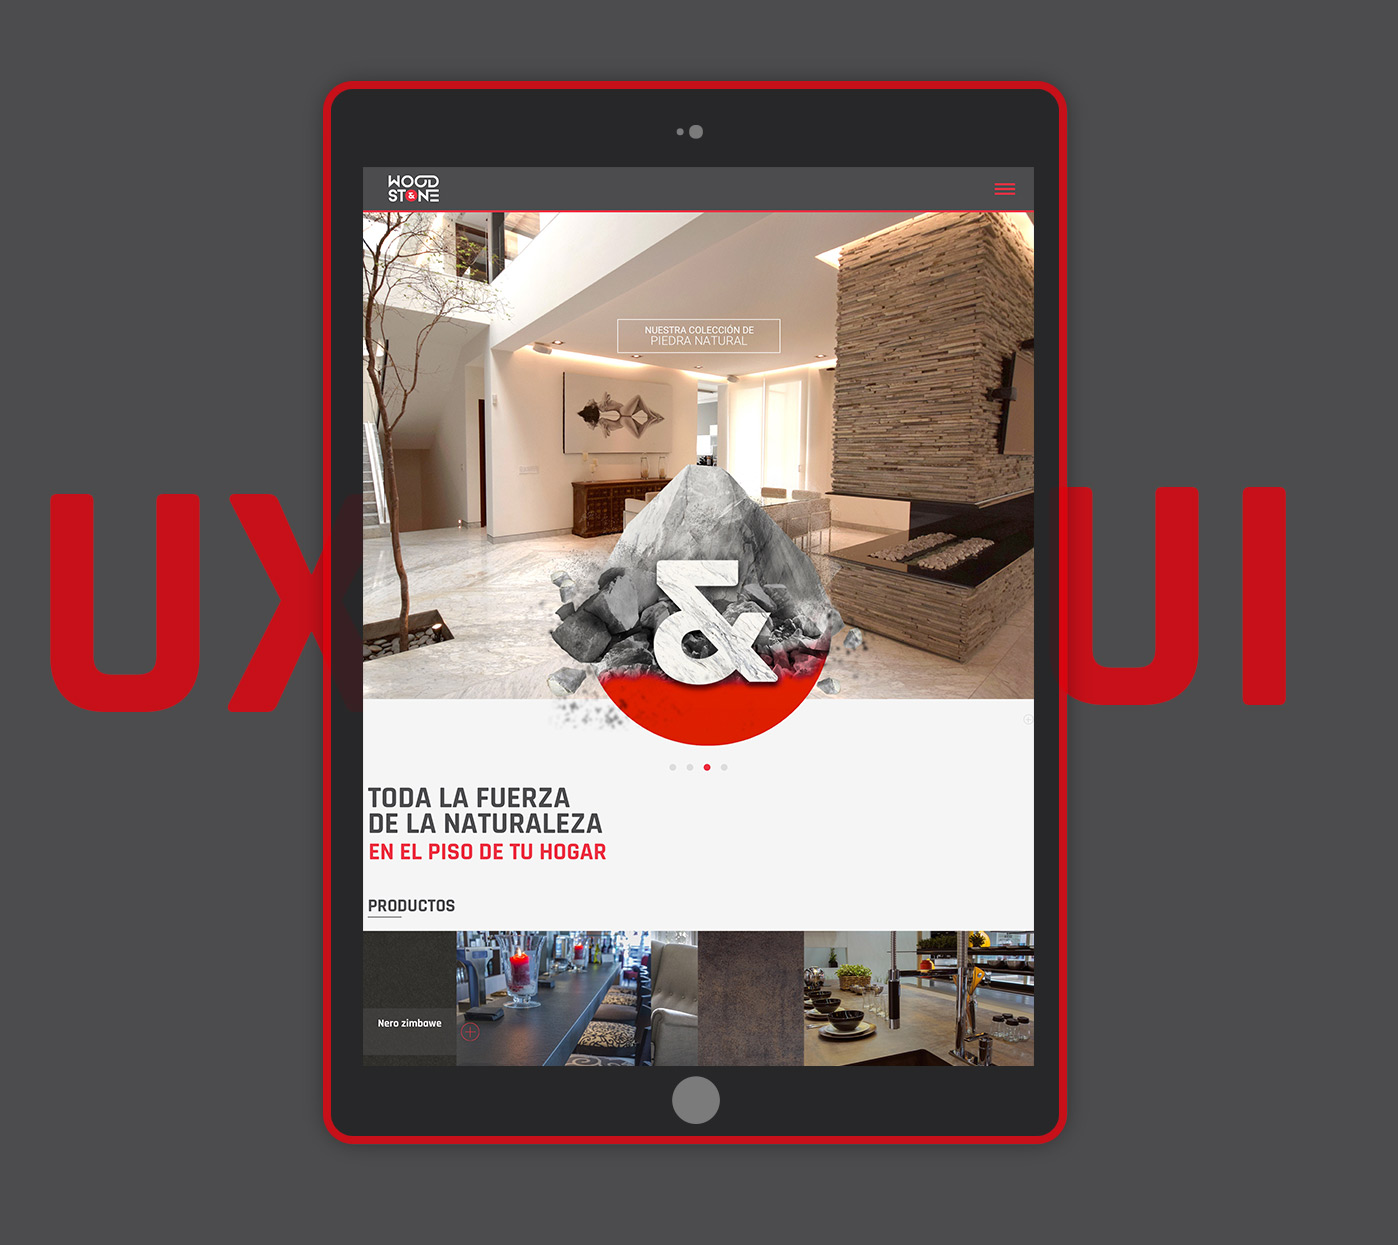 WOOD
ST&NE
NUESTRA COLECCIÓN DE
PIEDRA NATURAL
UX
UI
&
TODA LA FUERZA
DE LA NATURALEZA
EN EL PISO DE TU HOGAR
PRODUCTOS
Nero zimbawe